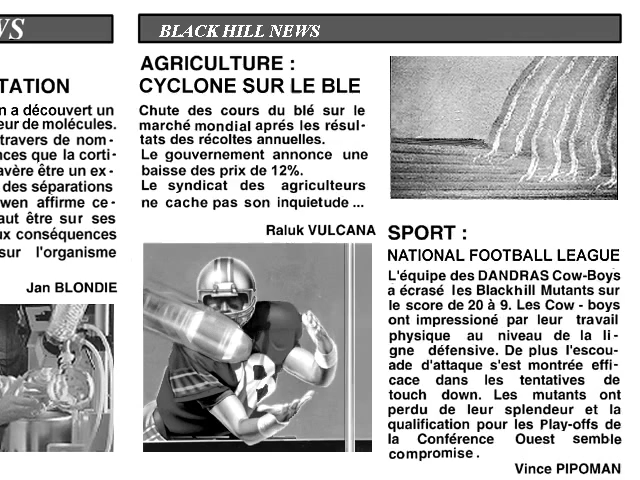 WS
TATION
n a découvert un
eur de molécules.
travers de nom -
nces que la corti-
avère être un ex -
des séparations
wen affirme ce -
aut être sur ses
ux conséquences
sur l'organisme
Jan BLONDIE
BLACK HILL NEWS
AGRICULTURE :
CYCLONE SUR LE BLE
Chute des cours du blé sur le
marché mondial aprés les résul-
tats des récoltes annuelles.
Le gouvernement annonce une
baisse des prix de 12%.
Le syndicat des agriculteurs
ne cache pas son inquietude ...
Raluk VULCANA
SPORT :
NATIONAL FOOTBALL LEAGUE
L'équipe des DANDRAS Cow-Boys
a écrasé les Blackhill Mutants sur
le score de 20 à 9. Les Cow - boys
ont impressioné par leur travail
physique au niveau de la li -
gne défensive. De plus l'escou-
ade d'attaque s'est montrée effi-
cace dans les tentatives de
touch down. Les mutants ont
perdu de leur splendeur et la
qualification pour les Play-offs de
la Conférence Ouest semble
compromise .
Vince PIPOMAN